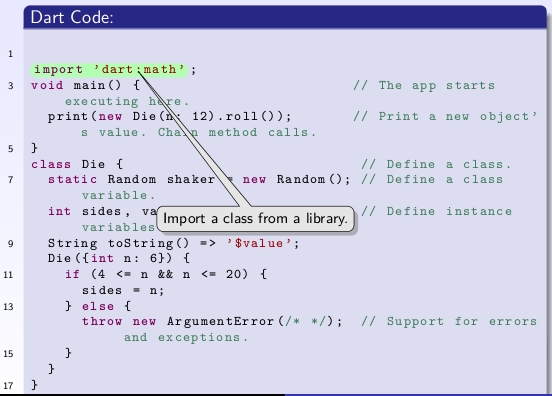 Dart Code:
1
import 'dart:math';
3 void main() { // The app starts
executing here.
print(new Die(n: 12).roll()); // Print a new object'
s value. Chain method calls.
5 }
class Die { // Define a class.
7 static Random shaker = new Random(); // Define a class
variable.
int sides, va // Define instance
variables
Import a class from a library.
9 String toString() => '$value';
Die({int n: 6}) {
11 if (4 <= n && n <= 20) {
sides = n;
13 } else {
throw new ArgumentError(/* */); // Support for errors
and exceptions.
15 }
}
17 }